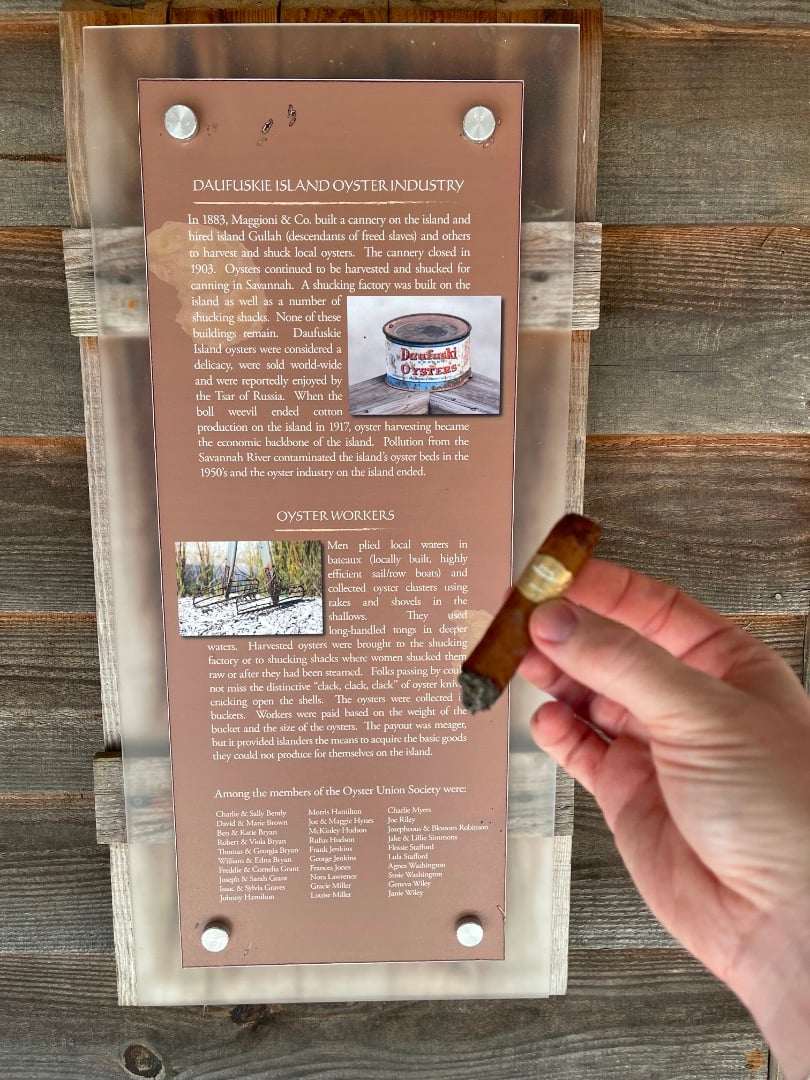 DAUFUSKIE ISLAND OYSTER INDUSTRY
In 1883, Maggioni & Co. built a cannery on the island and
hired island Gullah (descendants of freed slaves) and others
to harvest and shuck local oysters. The cannery closed in
1903. Oysters continued to be harvested and shucked for
canning in Savannah. A shucking factory was built on the
island as well as a number of
shucking shacks. None of these
buildings remain. Daufuskie
Island oysters were considered a
delicacy, were sold world-wide
and were reportedly enjoyed by
the Tsar of Russia. When the
boll weevil ended cotton
production on the island in 1917, oyster harvesting became
the economic backbone of the island. Pollution from the
Savannah River contaminated the island's oyster beds in the
1950's and the oyster industry on the island ended.
Daufuski
OYSTERS
OYSTER WORKERS
Men plied local waters in
bateaux (locally built, highly
efficient sail/row boats) and
collected oyster clusters using
rakes and shovels in the
shallows. They used
long-handled tongs in deeper
waters. Harvested oysters were brought to the shucking
factory or to shucking shacks where women shucked them
raw or after they had been steamed. Folks passing by could
not miss the distinctive "clack, clack, clack" of oyster knives
cracking open the shells. The oysters were collected in
buckets. Workers were paid based on the weight of the
bucket and the size of the oysters. The payout was meager,
but it provided islanders the means to acquire the basic goods
they could not produce for themselves on the island.
Among the members of the Oyster Union Society were:
Charlie & Sally Bently
David & Marie Brown
Ben & Katie Bryan
Robert & Viola Bryan
Thomas & Georgia Bryan
William & Edna Bryan
Freddie & Cornelia Grant
Joseph & Sarah Grant
Isaac & Sylvia Graves
Johnny Hamilton
Morris Hamilton
Joe & Maggie Hynes
McKinley Hudson
Rufus Hudson
Frank Jenkins
George Jenkins
Frances Jones
Nora Lawrence
Gracie Miller
Louise Miller
Charlie Myers
Joe Riley
Josephus & Blossom Robinson
Jake & Lillie Simmons
Flossie Stafford
Lula Stafford
Agnes Washington
Susie Washington
Geneva Wiley
Janie Wiley